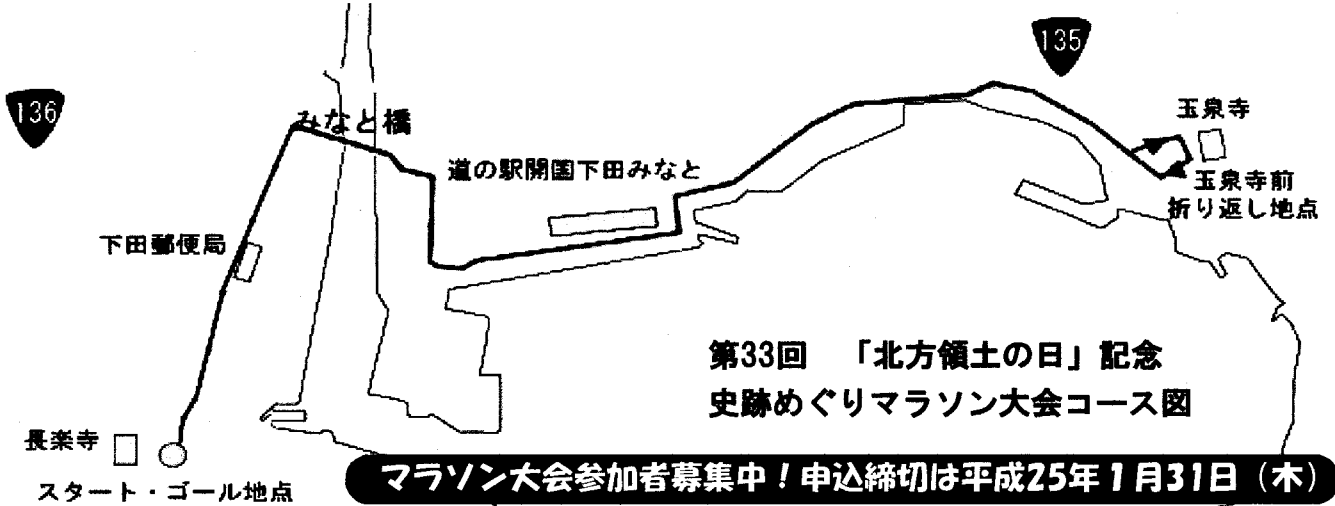 135
136
みなと橋
玉泉寺
道の駅開国下田みなと
玉泉寺前
折り返し地点
下田郵便局
第33回 「北方領土の日」記念
史跡めぐりマラソン大会コース図
長楽寺
スタート・ゴール地点
マラソン大会参加者募集中！申込締切は平成25年1月31日（木）